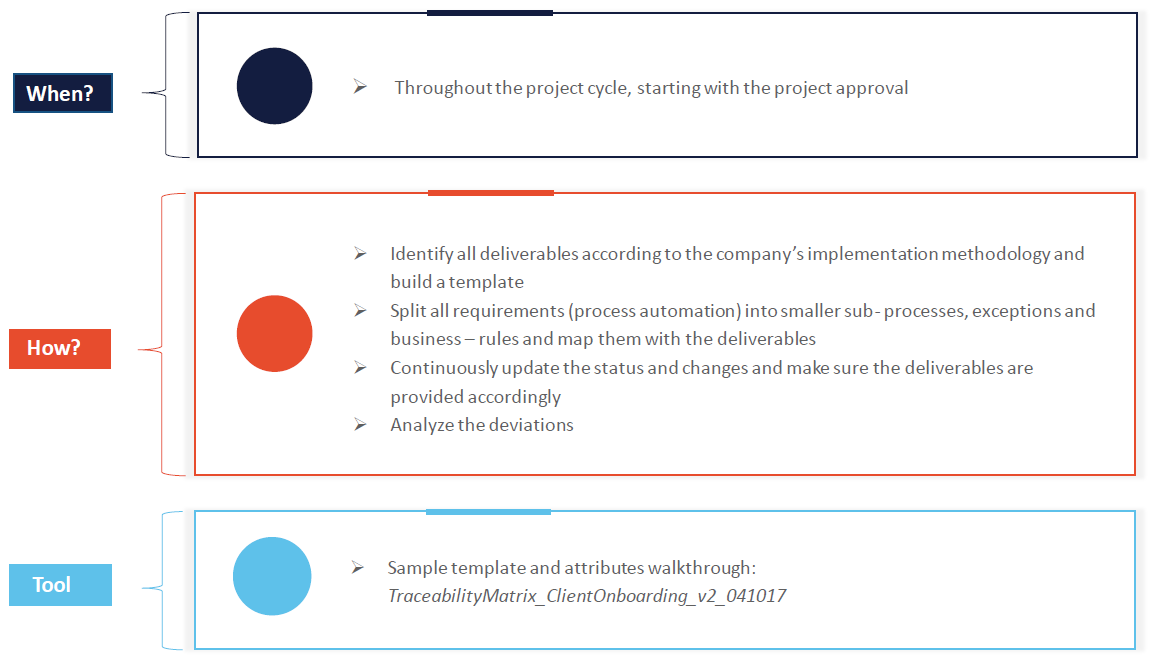 When?
Throughout the project cycle, starting with the project approval
How?
Identify all deliverables according to the company’s implementation methodology and
build a template
Split all requirements (process automation) into smaller sub- processes, exceptions and
business – rules and map them with the deliverables
Continuously update the status and changes and make sure the deliverables are
provided accordingly
Analyze the deviations
Tool
Sample template and attributes walkthrough:
TraceabilityMatrix_ClientOnboarding_v2_041017